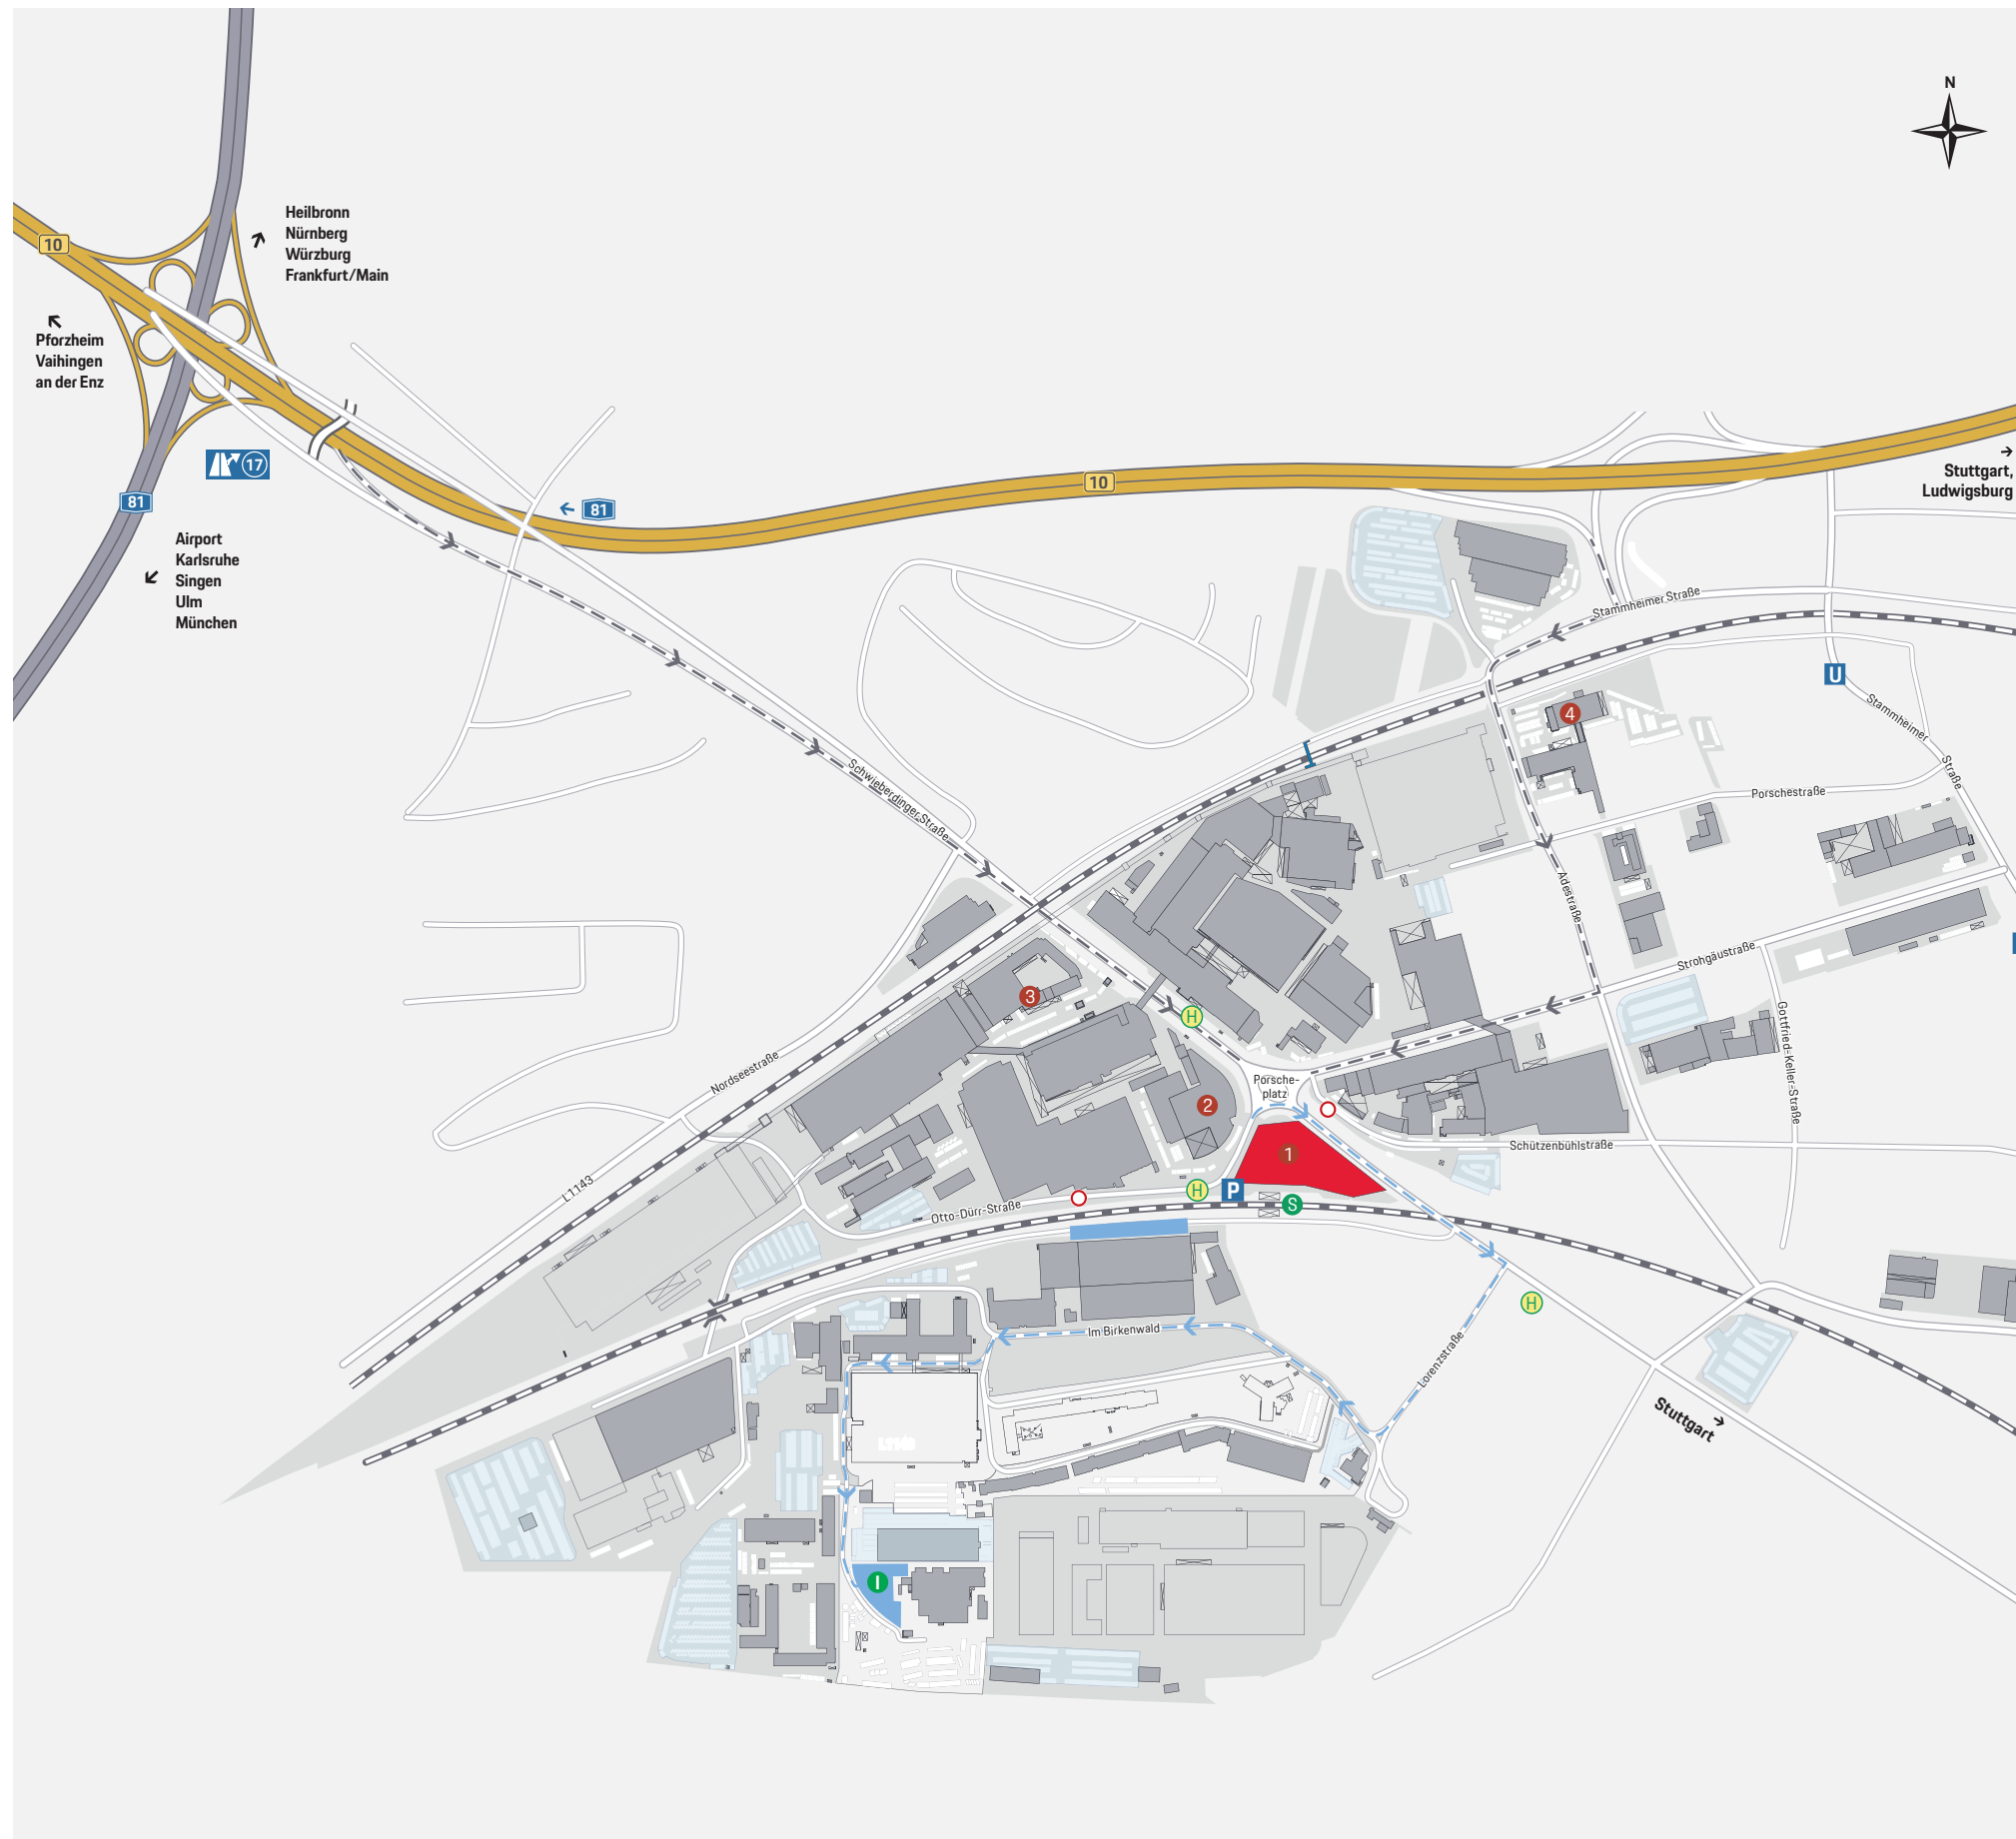 N
Heilbronn
Nürnberg
Würzburg
Frankfurt/Main
10
Pforzheim
Vaihingen
an der Enz
17
81
81
10
Stuttgart,
Ludwigsburg
Airport
Karlsruhe
Singen
Ulm
München
Stammheimer Straße
U
Stammheimer
Straße
4
Schwieberdinger Straße
Porschestraße
Adestraße
Strohgäustraße
Gottfried-Keller-Straße
3
H
Nordseestraße
Porsche-
platz
2
1
Schützenbühlstraße
L1143
Otto-Dürr-Straße
H
P
S
H
Im Birkenwald
Lorenzstraße
Stuttgart
L1143
I